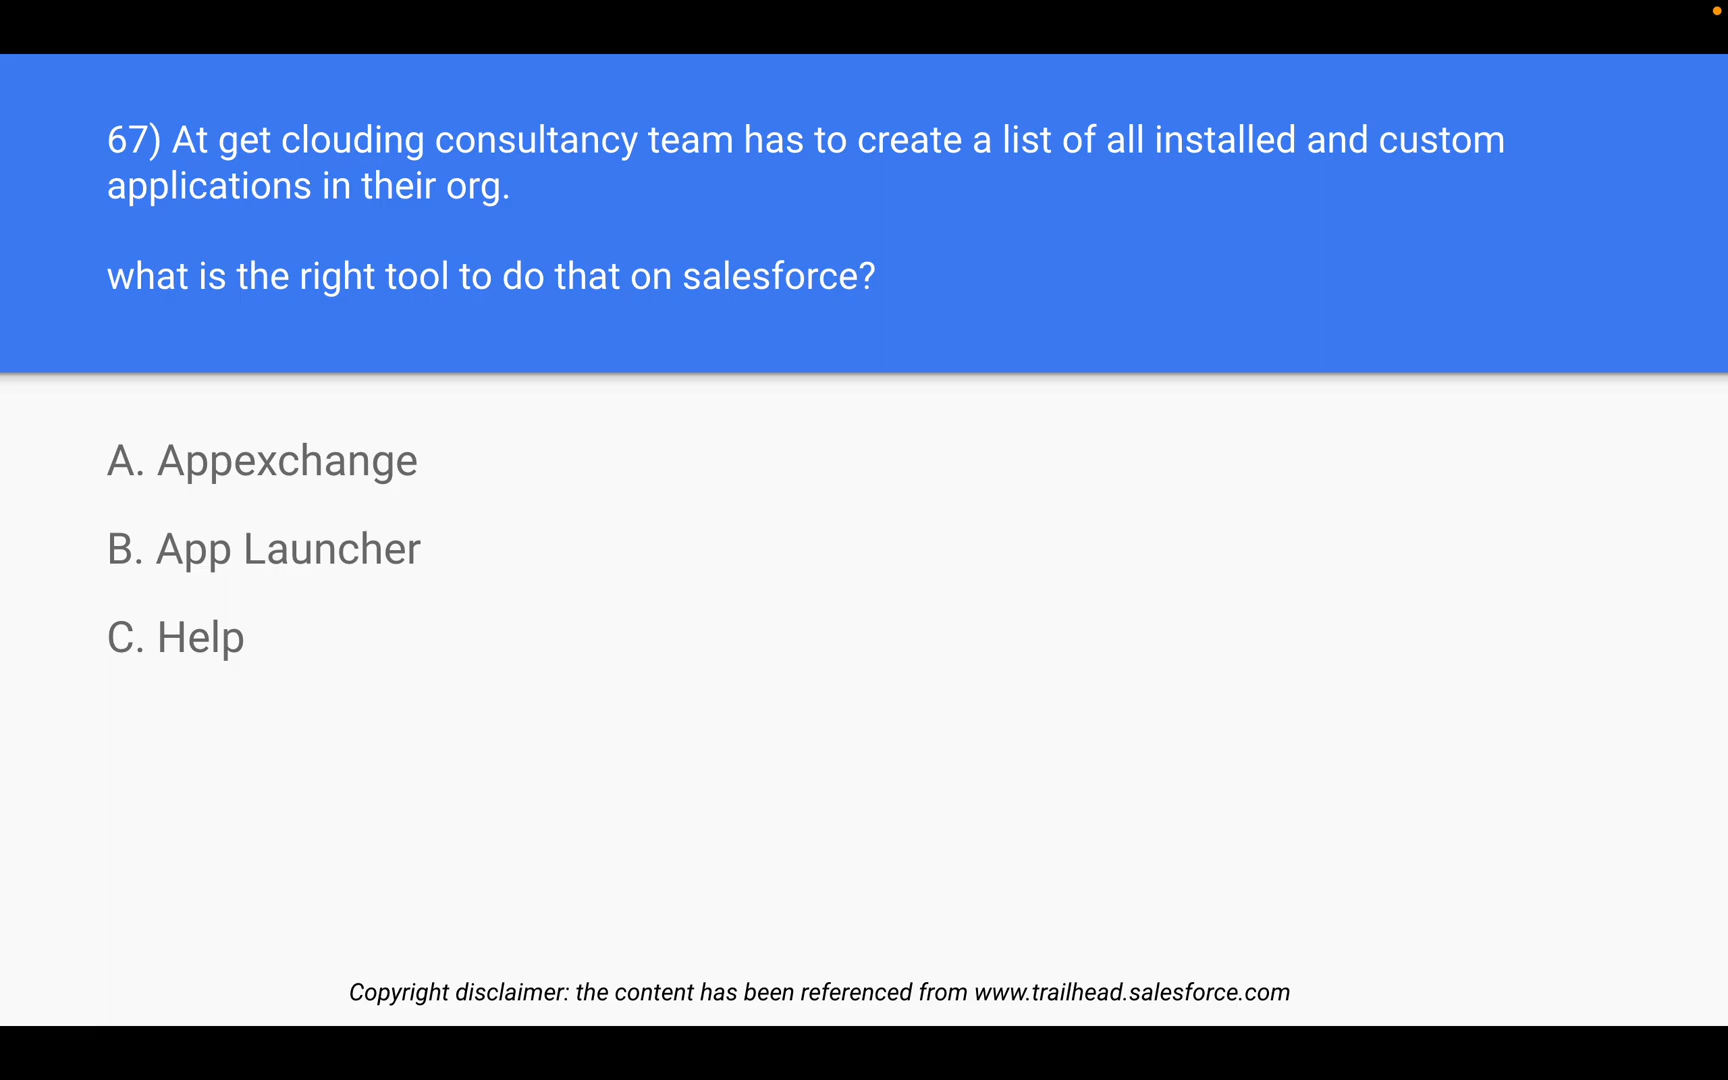 67) At get clouding consultancy team has to create a list of all installed and custom
applications in their org.
what is the right tool to do that on salesforce?
A. Appexchange
B. App Launcher
C. Help
Copyright disclaimer: the content has been referenced from www.trailhead.salesforce.com